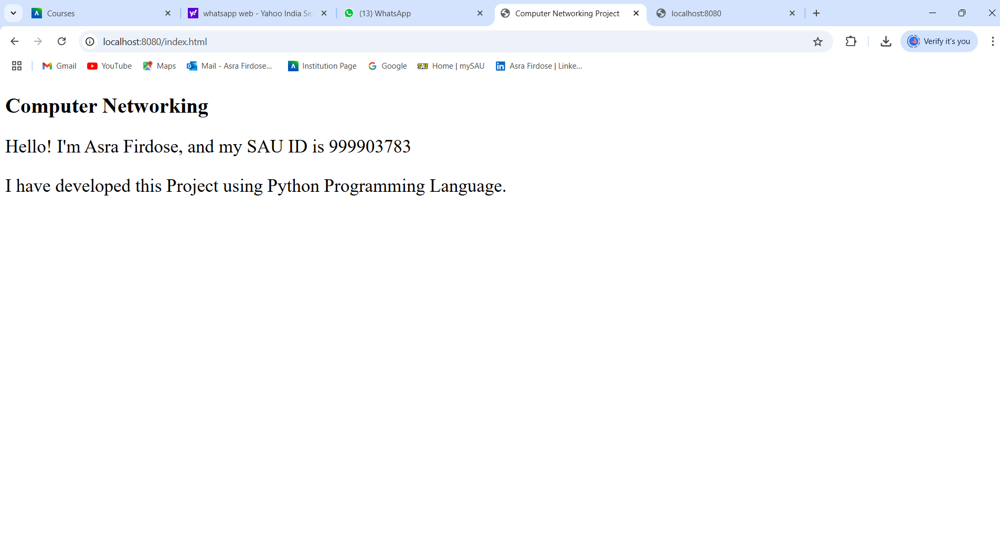 Courses
whatsapp web - Yahoo India Se
(13) WhatsApp
Computer Networking Project
localhost:8080
localhost:8080/index.html
Verify it's you
Gmail
YouTube
Maps
Mail - Asra Firdose...
Institution Page
Google
SAU Home | mySAU
in Asra Firdose | Linke...
Computer Networking
Hello! I'm Asra Firdose, and my SAU ID is 999903783
I have developed this Project using Python Programming Language.